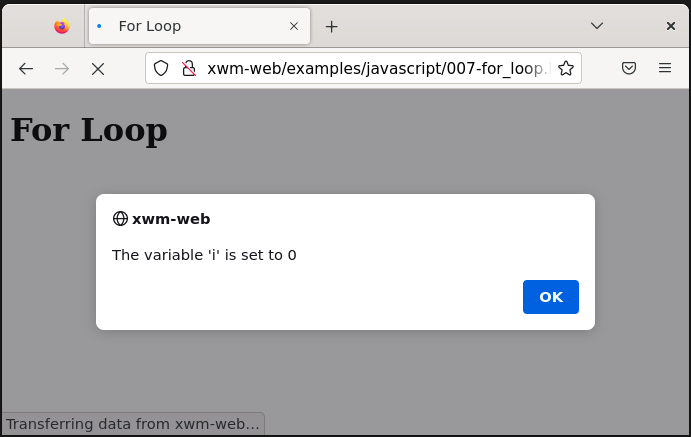 For Loop
xwm-web/examples/javascript/007-for_loop.
For Loop
xwm-web
The variable 'i' is set to 0
OK
Transferring data from xwm-web…